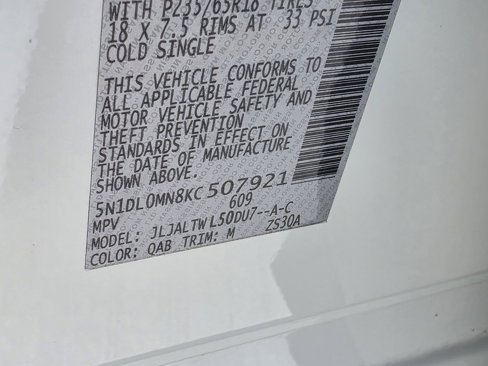 WITH P235/65R18 TIRES
18 X 7.5 RIMS AT 33 PSI
COLD SINGLE
THIS VEHICLE CONFORMS TO
ALL APPLICABLE FEDERAL
MOTOR VEHICLE SAFETY AND
THEFT PREVENTION
STANDARDS IN EFFECT ON
THE DATE OF MANUFACTURE
SHOWN ABOVE.
5N1DL0MN8KC507921
MPV 609
MODEL: JLJALTWL50DU7--A-C
COLOR: QAB TRIM: M ZS30A